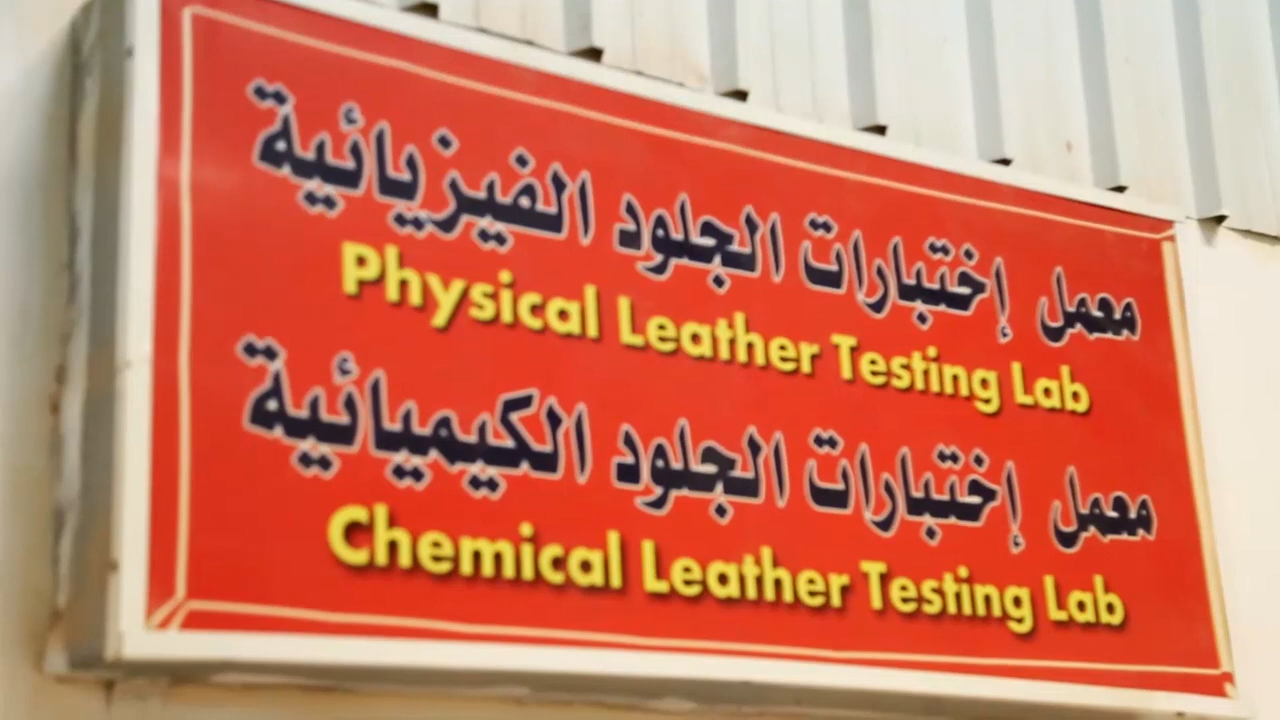 معمل إختبارات الجلود الفيزيائية
Physical Leather Testing Lab
معمل إختبارات الجلود الكيميائية
Chemical Leather Testing Lab